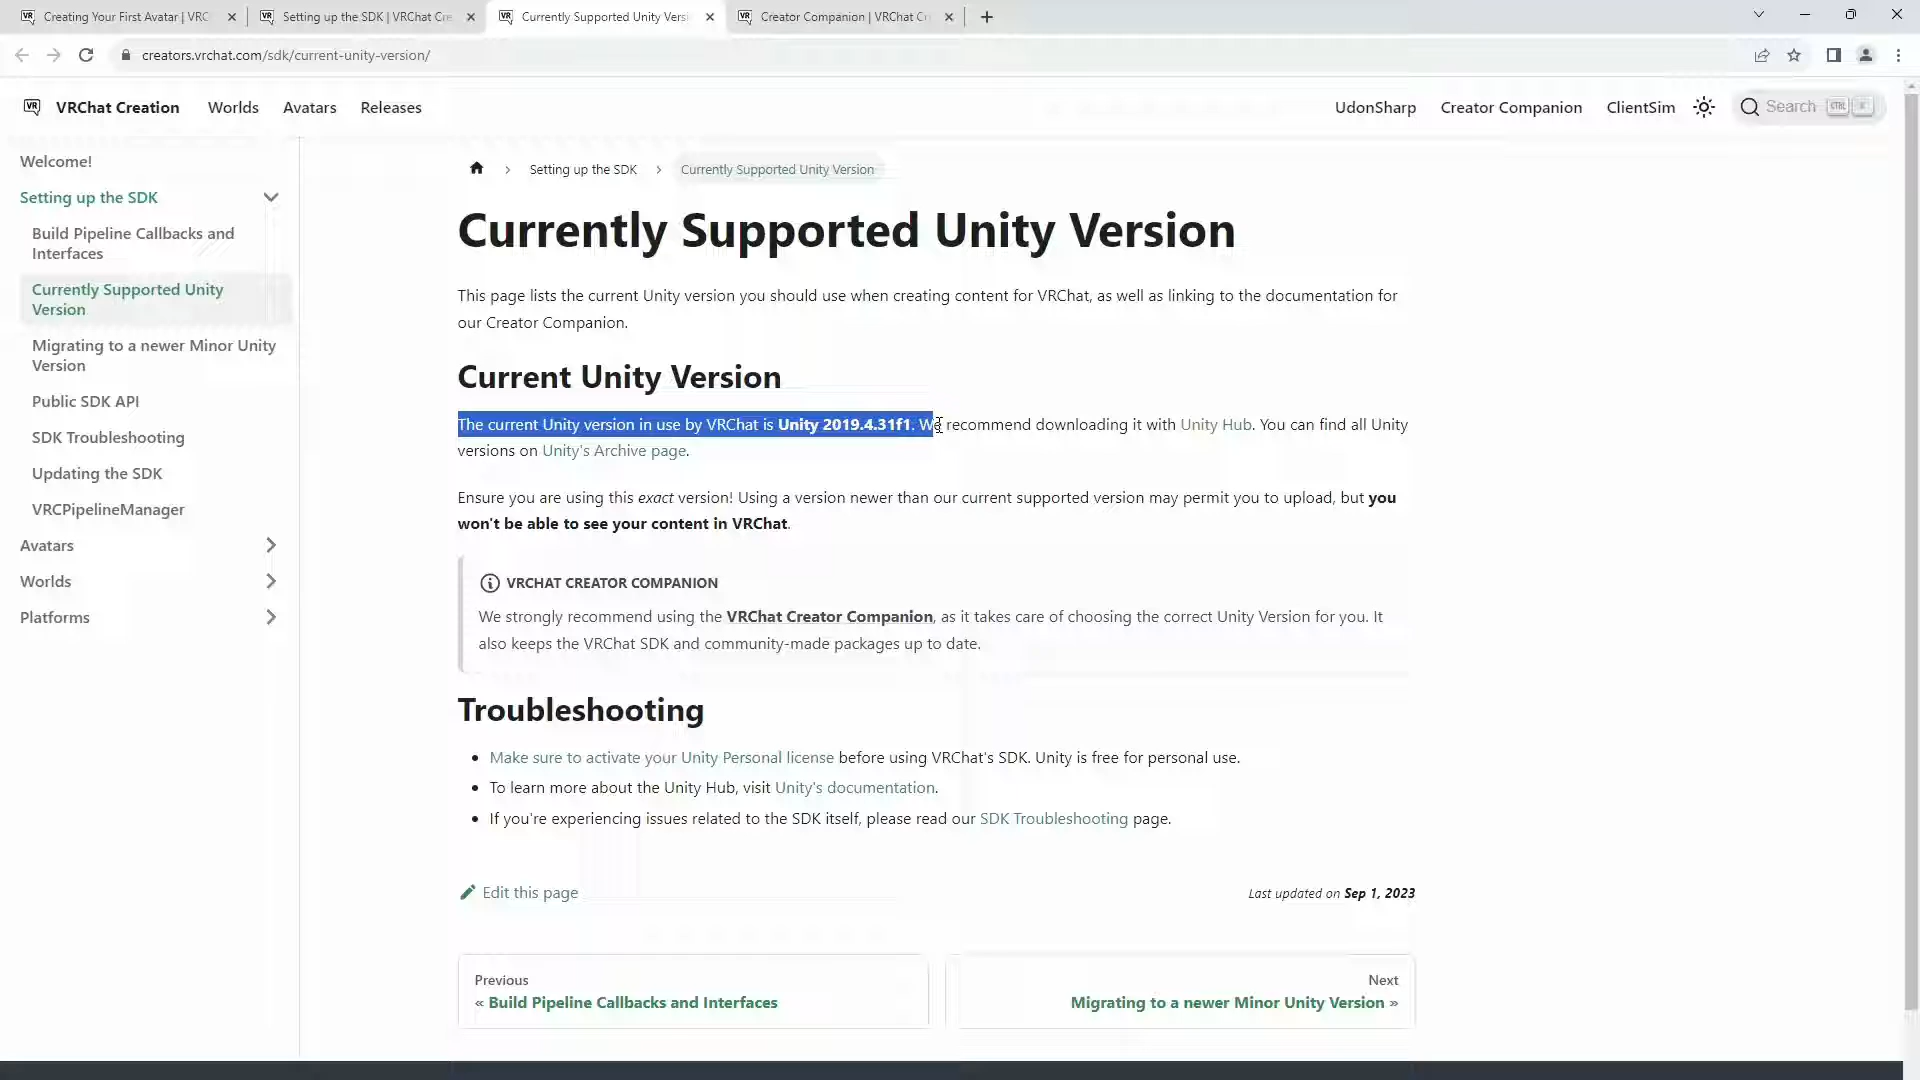 Creating Your First Avatar | VRC
Setting up the SDK | VRChat Cre
Currently Supported Unity Versi
Creator Companion | VRChat Cr
creators.vrchat.com/sdk/current-unity-version/
VR VRChat Creation Worlds Avatars Releases UdonSharp Creator Companion ClientSim Search CTRL K
Welcome!
Setting up the SDK
Build Pipeline Callbacks and
Interfaces
Currently Supported Unity
Version
Migrating to a newer Minor Unity
Version
Public SDK API
SDK Troubleshooting
Updating the SDK
VRCPipelineManager
Avatars
Worlds
Platforms
Setting up the SDK > Currently Supported Unity Version
Currently Supported Unity Version
This page lists the current Unity version you should use when creating content for VRChat, as well as linking to the documentation for
our Creator Companion.
Current Unity Version
The current Unity version in use by VRChat is Unity 2019.4.31f1. We recommend downloading it with Unity Hub. You can find all Unity
versions on Unity's Archive page.
Ensure you are using this exact version! Using a version newer than our current supported version may permit you to upload, but you
won't be able to see your content in VRChat.
VRCHAT CREATOR COMPANION
We strongly recommend using the VRChat Creator Companion, as it takes care of choosing the correct Unity Version for you. It
also keeps the VRChat SDK and community-made packages up to date.
Troubleshooting
• Make sure to activate your Unity Personal license before using VRChat's SDK. Unity is free for personal use.
• To learn more about the Unity Hub, visit Unity's documentation.
• If you're experiencing issues related to the SDK itself, please read our SDK Troubleshooting page.
Edit this page
Last updated on Sep 1, 2023
Previous
« Build Pipeline Callbacks and Interfaces
Next
Migrating to a newer Minor Unity Version »